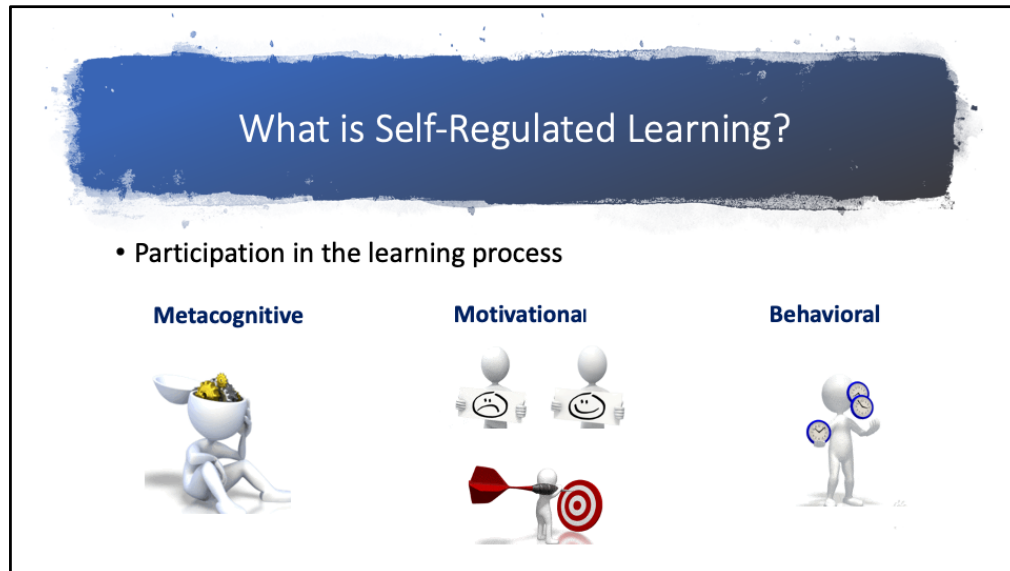 What is Self-Regulated Learning?
• Participation in the learning process
Metacognitive
Motivational
Behavioral